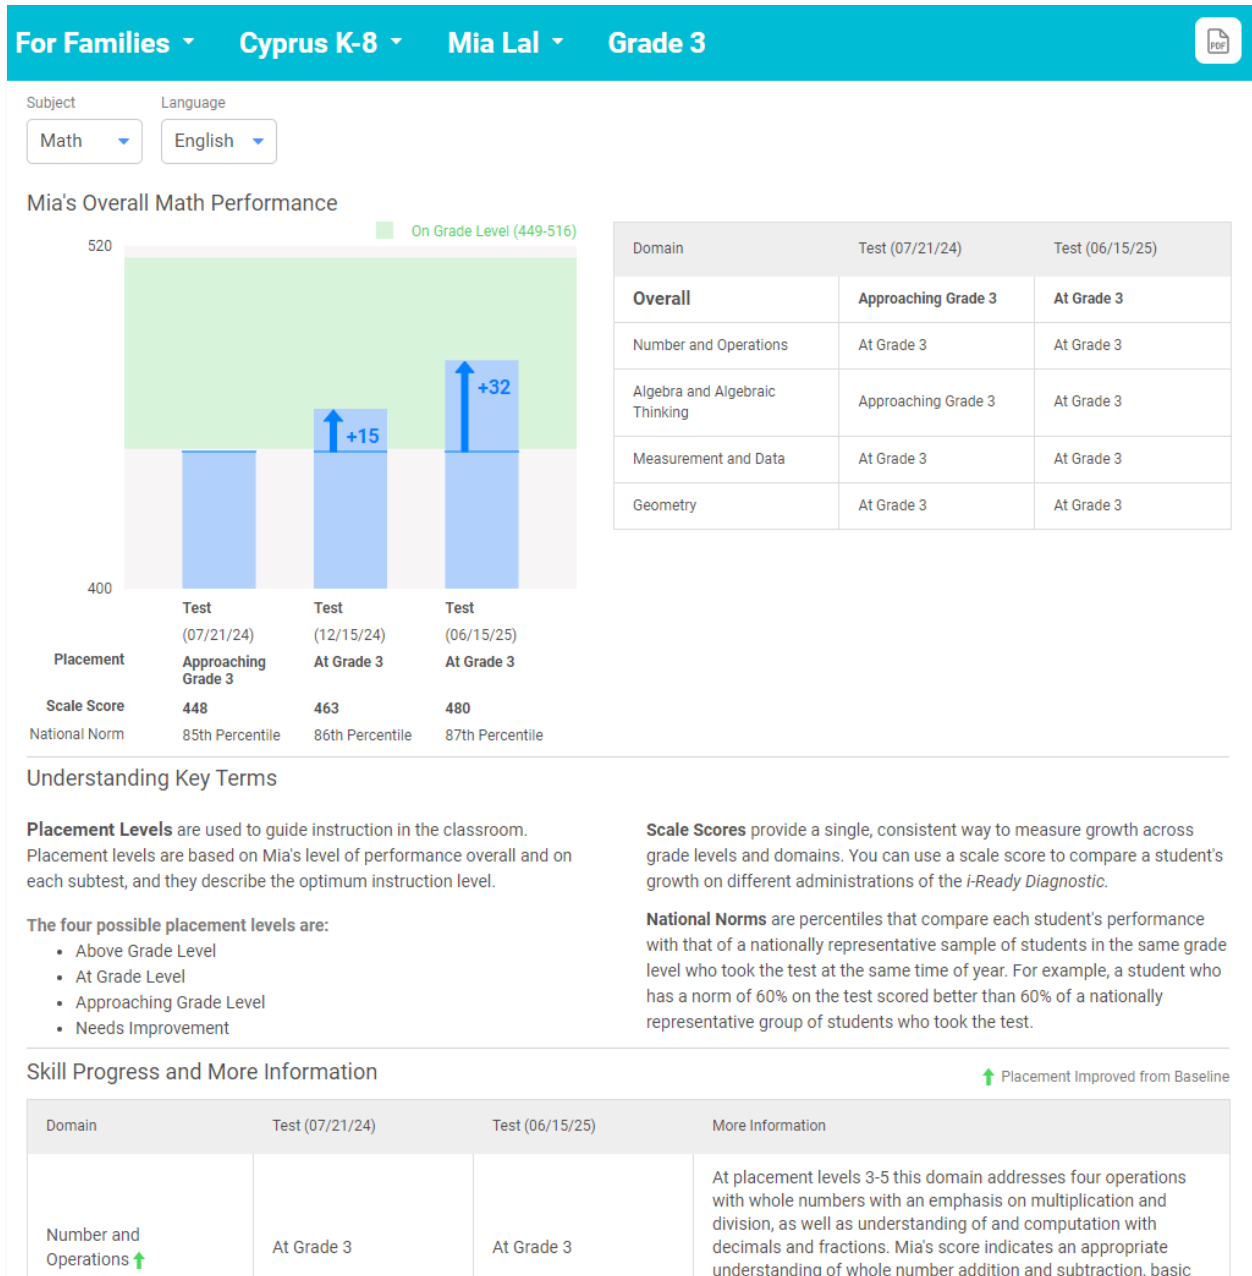 For Families Cyprus K-8 Mia Lal Grade 3
PDF
Subject Language
Math English
Mia's Overall Math Performance
On Grade Level (449-516)
520
+32
+15
400
Test Test Test
(07/21/24) (12/15/24) (06/15/25)
Placement Approaching Grade 3 At Grade 3 At Grade 3
Scale Score 448 463 480
National Norm 85th Percentile 86th Percentile 87th Percentile
Domain Test (07/21/24) Test (06/15/25)
Overall Approaching Grade 3 At Grade 3
Number and Operations At Grade 3 At Grade 3
Algebra and Algebraic
Thinking Approaching Grade 3 At Grade 3
Measurement and Data At Grade 3 At Grade 3
Geometry At Grade 3 At Grade 3
Understanding Key Terms
Placement Levels are used to guide instruction in the classroom.
Placement levels are based on Mia's level of performance overall and on
each subtest, and they describe the optimum instruction level.
The four possible placement levels are:
• Above Grade Level
• At Grade Level
• Approaching Grade Level
• Needs Improvement
Scale Scores provide a single, consistent way to measure growth across
grade levels and domains. You can use a scale score to compare a student's
growth on different administrations of the i-Ready Diagnostic.
National Norms are percentiles that compare each student's performance
with that of a nationally representative sample of students in the same grade
level who took the test at the same time of year. For example, a student who
has a norm of 60% on the test scored better than 60% of a nationally
representative group of students who took the test.
Skill Progress and More Information
Placement Improved from Baseline
Domain Test (07/21/24) Test (06/15/25) More Information
Number and
Operations At Grade 3 At Grade 3
At placement levels 3-5 this domain addresses four operations
with whole numbers with an emphasis on multiplication and
division, as well as understanding of and computation with
decimals and fractions. Mia's score indicates an appropriate
understanding of whole number addition and subtraction, basic